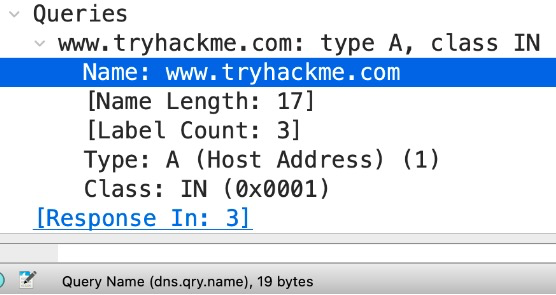 Queries
www.tryhackme.com: type A, class IN
Name: www.tryhackme.com
[Name Length: 17]
[Label Count: 3]
Type: A (Host Address) (1)
Class: IN (0x0001)
[Response In: 3]
Query Name (dns.qry.name), 19 bytes